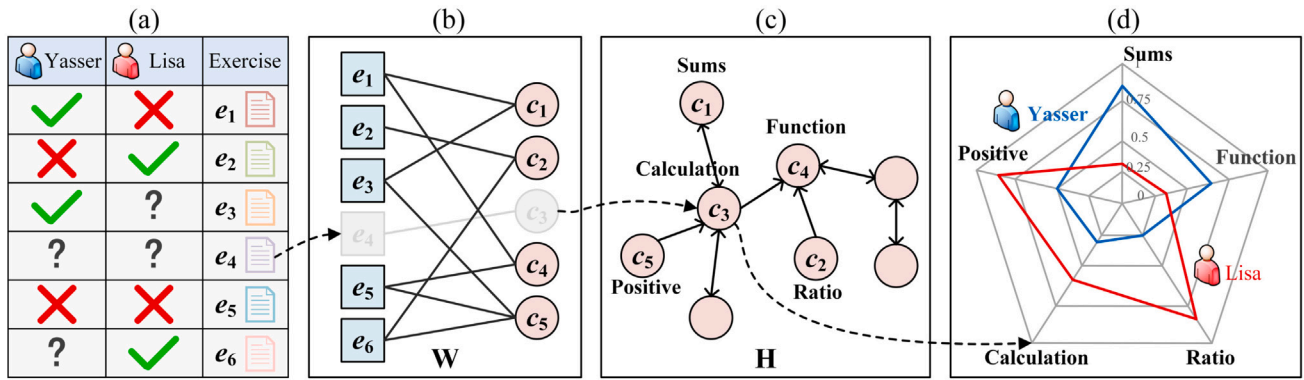 (a)
Yasser Lisa Exercise
e1
e2
? e3
? ? e4
e5
? e6
(b)
e1
e2
e3
e4
e5
e6
c1
c2
c3
c4
c5
W
(c)
Sums
c1
Function
c4
Calculation
c3
c5
Positive
c2
Ratio
H
(d)
Sums
1
0.75
0.5
0.25
0
Yasser
Positive
Function
Lisa
Calculation
Ratio